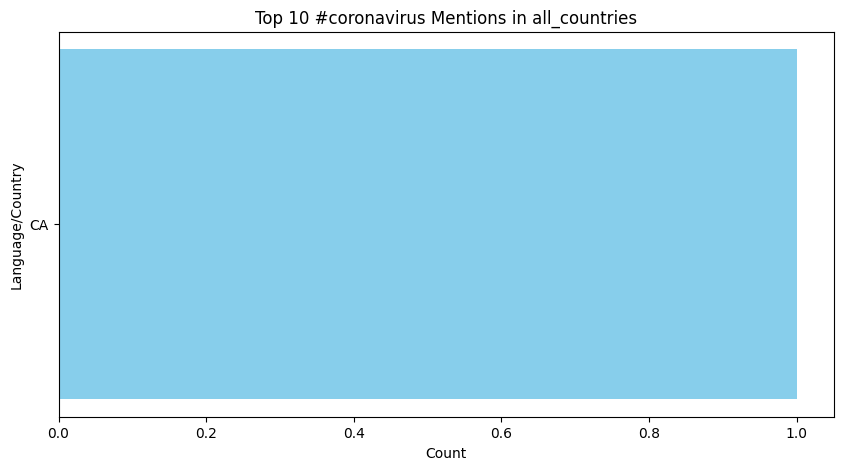 Top 10 #coronavirus Mentions in all_countries
Language/Country
CA
0.0 0.2 0.4 0.6 0.8 1.0
Count